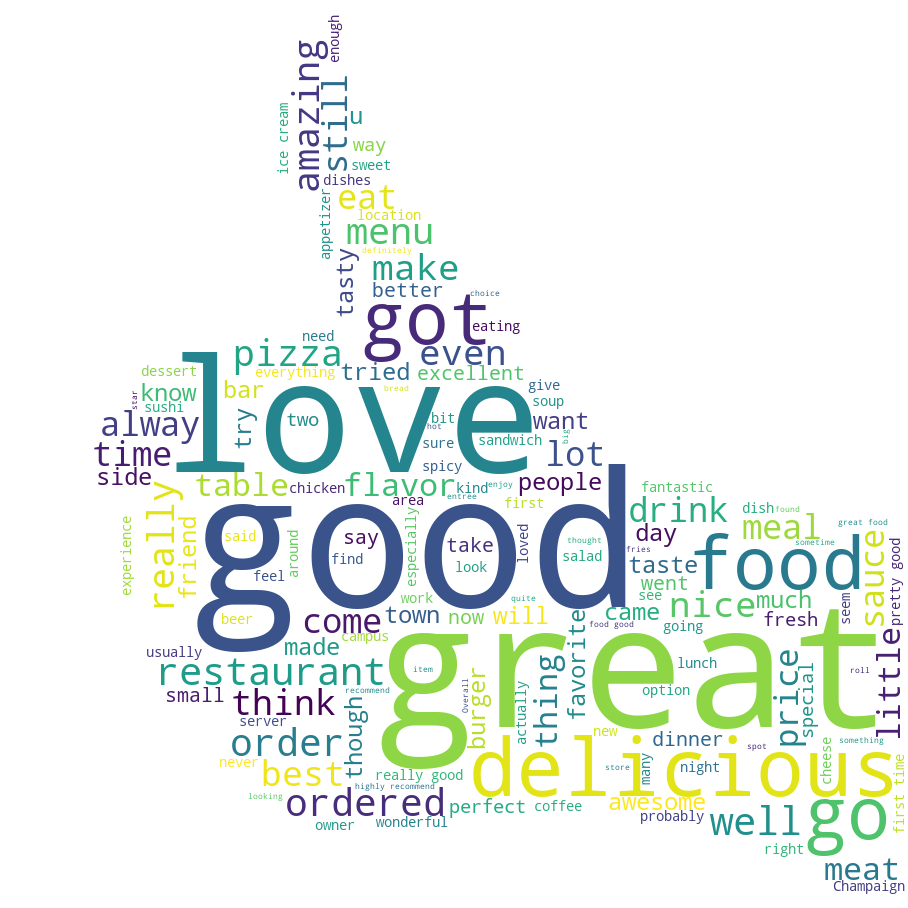 enough
amazing
still
ice cream
u
way
sweet
dishes
eat
appetizer
location
menu
definitely
tasty
make
better
choice
got
eating
need
pizza
even
dessert
everything
tried
excellent
love
know
bar
bread
give
star
sushi
soup
alway
try
two
bit
hot
want
big
time
sure
sandwich
lot
side
spicy
table
chicken
flavor
kind
enjoy
people
entree
fantastic
really
area
first
drink
dish
found
good
friend
experience
said
say
especially
take
loved
thought
day
meal
great food
sometime
around
find
look
salad
fries
taste
food
sauce
pretty good
feel
went
see
work
quite
nice
much
seem
beer
come
town
now
will
came
fresh
food good
going
campus
made
favorite
great
usually
restaurant
item
lunch
roll
little
small
think
recommend
Overall
burger
actually
thing
option
price
special
server
order
though
new
dinner
spot
something
never
best
really good
delicious
store
many
night
cheese
first time
looking
highly recommend
ordered
perfect
coffee
awesome
go
owner
wonderful
probably
well
right
meat
Champaign